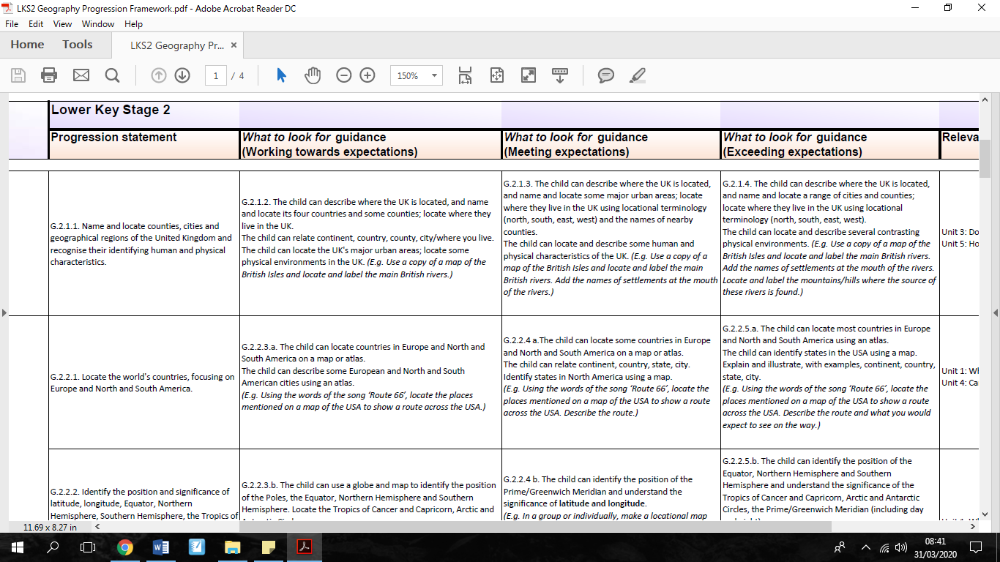 LKS2 Geography Progression Framework.pdf - Adobe Acrobat Reader DC
File Edit View Window Help
Home Tools LKS2 Geography Pr... ×
1 / 4 150%
Lower Key Stage 2
Progression statement
What to look for guidance
(Working towards expectations)
What to look for guidance
(Meeting expectations)
What to look for guidance
(Exceeding expectations)
Releva
G.2.1.1. Name and locate counties, cities and
geographical regions of the United Kingdom and
recognise their identifying human and physical
characteristics.
G.2.1.2. The child can describe where the UK is located, and name
and locate its four countries and some counties; locate where they
live in the UK.
The child can relate continent, country, county, city/where you live.
The child can locate the UK's major urban areas; locate some
physical environments in the UK. (E.g. Use a copy of a map of the
British Isles and locate and label the main British rivers.)
G.2.1.3. The child can describe where the UK is located,
and name and locate some major urban areas; locate
where they live in the UK using locational terminology
(north, south, east, west) and the names of nearby
counties.
The child can locate and describe some human and
physical characteristics of the UK. (E.g. Use a copy of a
map of the British Isles and locate and label the main
British rivers. Add the names of settlements at the mouth
of the rivers.)
G.2.1.4. The child can describe where the UK is located,
and name and locate a range of cities and counties;
locate where they live in the UK using locational
terminology (north, south, east, west).
The child can locate and describe several contrasting
physical environments. (E.g. Use a copy of a map of the
British Isles and locate and label the main British rivers.
Add the names of settlements at the mouth of the rivers.
Locate and label the mountains/hills where the source of
these rivers is found.)
Unit 3: Do
Unit 5: Ho
G.2.2.1. Locate the world's countries, focusing on
Europe and North and South America.
G.2.2.3.a. The child can locate countries in Europe and North and
South America on a map or atlas.
The child can describe some European and North and South
American cities using an atlas.
(E.g. Using the words of the song ‘Route 66’, locate the places
mentioned on a map of the USA to show a route across the USA.)
G.2.2.4 a.The child can locate some countries in Europe
and North and South America on a map or atlas.
The child can relate continent, country, state, city.
Identify states in North America using a map.
(E.g. Using the words of the song ‘Route 66’, locate the
places mentioned on a map of the USA to show a route
across the USA. Describe the route.)
G.2.2.5.a. The child can locate most countries in Europe
and North and South America using an atlas.
The child can identify states in the USA using a map.
Explain and illustrate, with examples, continent, country,
state, city.
(E.g. Using the words of the song ‘Route 66’, locate the
places mentioned on a map of the USA to show a route
across the USA. Describe the route and what you would
expect to see on the way.)
Unit 1: Wh
Unit 4: Ca
G.2.2.2. Identify the position and significance of
latitude, longitude, Equator, Northern
Hemisphere, Southern Hemisphere, the Tropics of
G.2.2.3.b. The child can use a globe and map to identify the position
of the Poles, the Equator, Northern Hemisphere and Southern
Hemisphere. Locate the Tropics of Cancer and Capricorn, Arctic and
G.2.2.4 b. The child can identify the position of the
Prime/Greenwich Meridian and understand the
significance of latitude and longitude.
(E.g. In a group or individually, make a locational map
G.2.2.5.b. The child can identify the position of the
Equator, Northern Hemisphere and Southern
Hemisphere and understand the significance of the
Tropics of Cancer and Capricorn, Arctic and Antarctic
Circles, the Prime/Greenwich Meridian (including day
11.69 x 8.27 in
08:41
31/03/2020